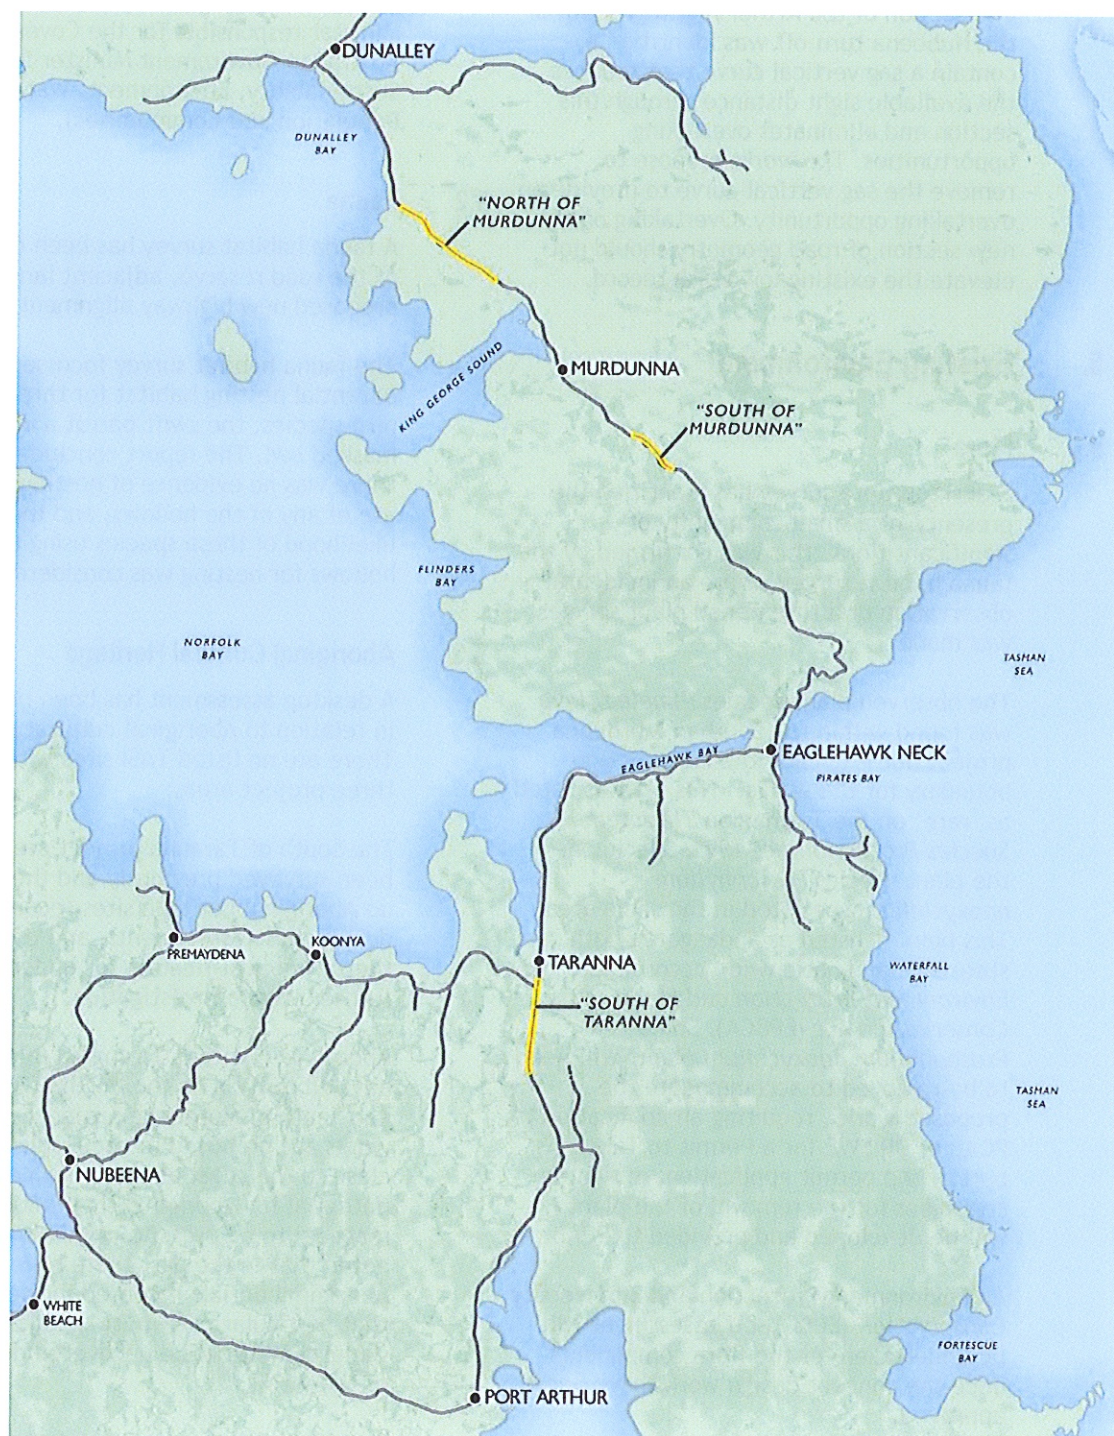 DUNALLEY
DUNALLEY
BAY
"NORTH OF
MURDUNNA"
KING GEORGE SOUND
MURDUNNA
"SOUTH OF
MURDUNNA"
FLINDERS
BAY
NORFOLK
BAY
TASMAN
SEA
EAGLEHAWK BAY
EAGLEHAWK NECK
PIRATES BAY
PREMAYDENA
KOONYA
TARANNA
WATERFALL
BAY
"SOUTH OF
TARANNA"
TASMAN
SEA
NUBEENA
WHITE
BEACH
FORTESCUE
BAY
PORT ARTHUR